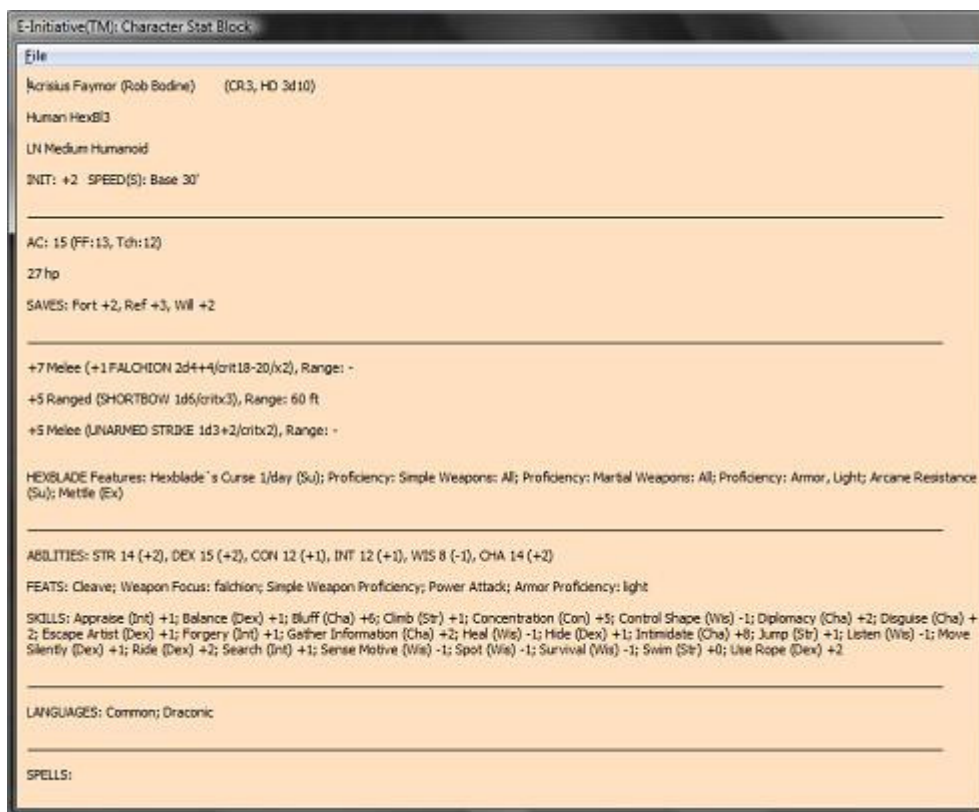 E-Initiative(TM): Character Stat Block
File
Acrisius Faymor (Rob Bodine) (CR3, HD 3d10)
Human HexBl3
LN Medium Humanoid
INIT: +2 SPEED(S): Base 30'
AC: 15 (FF:13, Tch:12)
27 hp
SAVES: Fort +2, Ref +3, Will +2
+7 Melee (+1 FALCHION 2d4+4/crit18-20/x2), Range: -
+5 Ranged (SHORTBOW 1d6/critx3), Range: 60 ft
+5 Melee (UNARMED STRIKE 1d3+2/critx2), Range: -
HEXBLADE Features: Hexblade`s Curse 1/day (Su); Proficiency: Simple Weapons: All; Proficiency: Martial Weapons: All; Proficiency: Armor, Light; Arcane Resistance
(Su); Mettle (Ex)
ABILITIES: STR 14 (+2), DEX 15 (+2), CON 12 (+1), INT 12 (+1), WIS 8 (-1), CHA 14 (+2)
FEATS: Cleave; Weapon Focus: falchion; Simple Weapon Proficiency; Power Attack; Armor Proficiency: light
SKILLS: Appraise (Int) +1; Balance (Dex) +1; Bluff (Cha) +6; Climb (Str) +1; Concentration (Con) +5; Control Shape (Wis) -1; Diplomacy (Cha) +2; Disguise (Cha) +
2; Escape Artist (Dex) +1; Forgery (Int) +1; Gather Information (Cha) +2; Heal (Wis) -1; Hide (Dex) +1; Intimidate (Cha) +8; Jump (Str) +1; Listen (Wis) -1; Move
Silently (Dex) +1; Ride (Dex) +2; Search (Int) +1; Sense Motive (Wis) -1; Spot (Wis) -1; Survival (Wis) -1; Swim (Str) +0; Use Rope (Dex) +2
LANGUAGES: Common; Draconic
SPELLS: